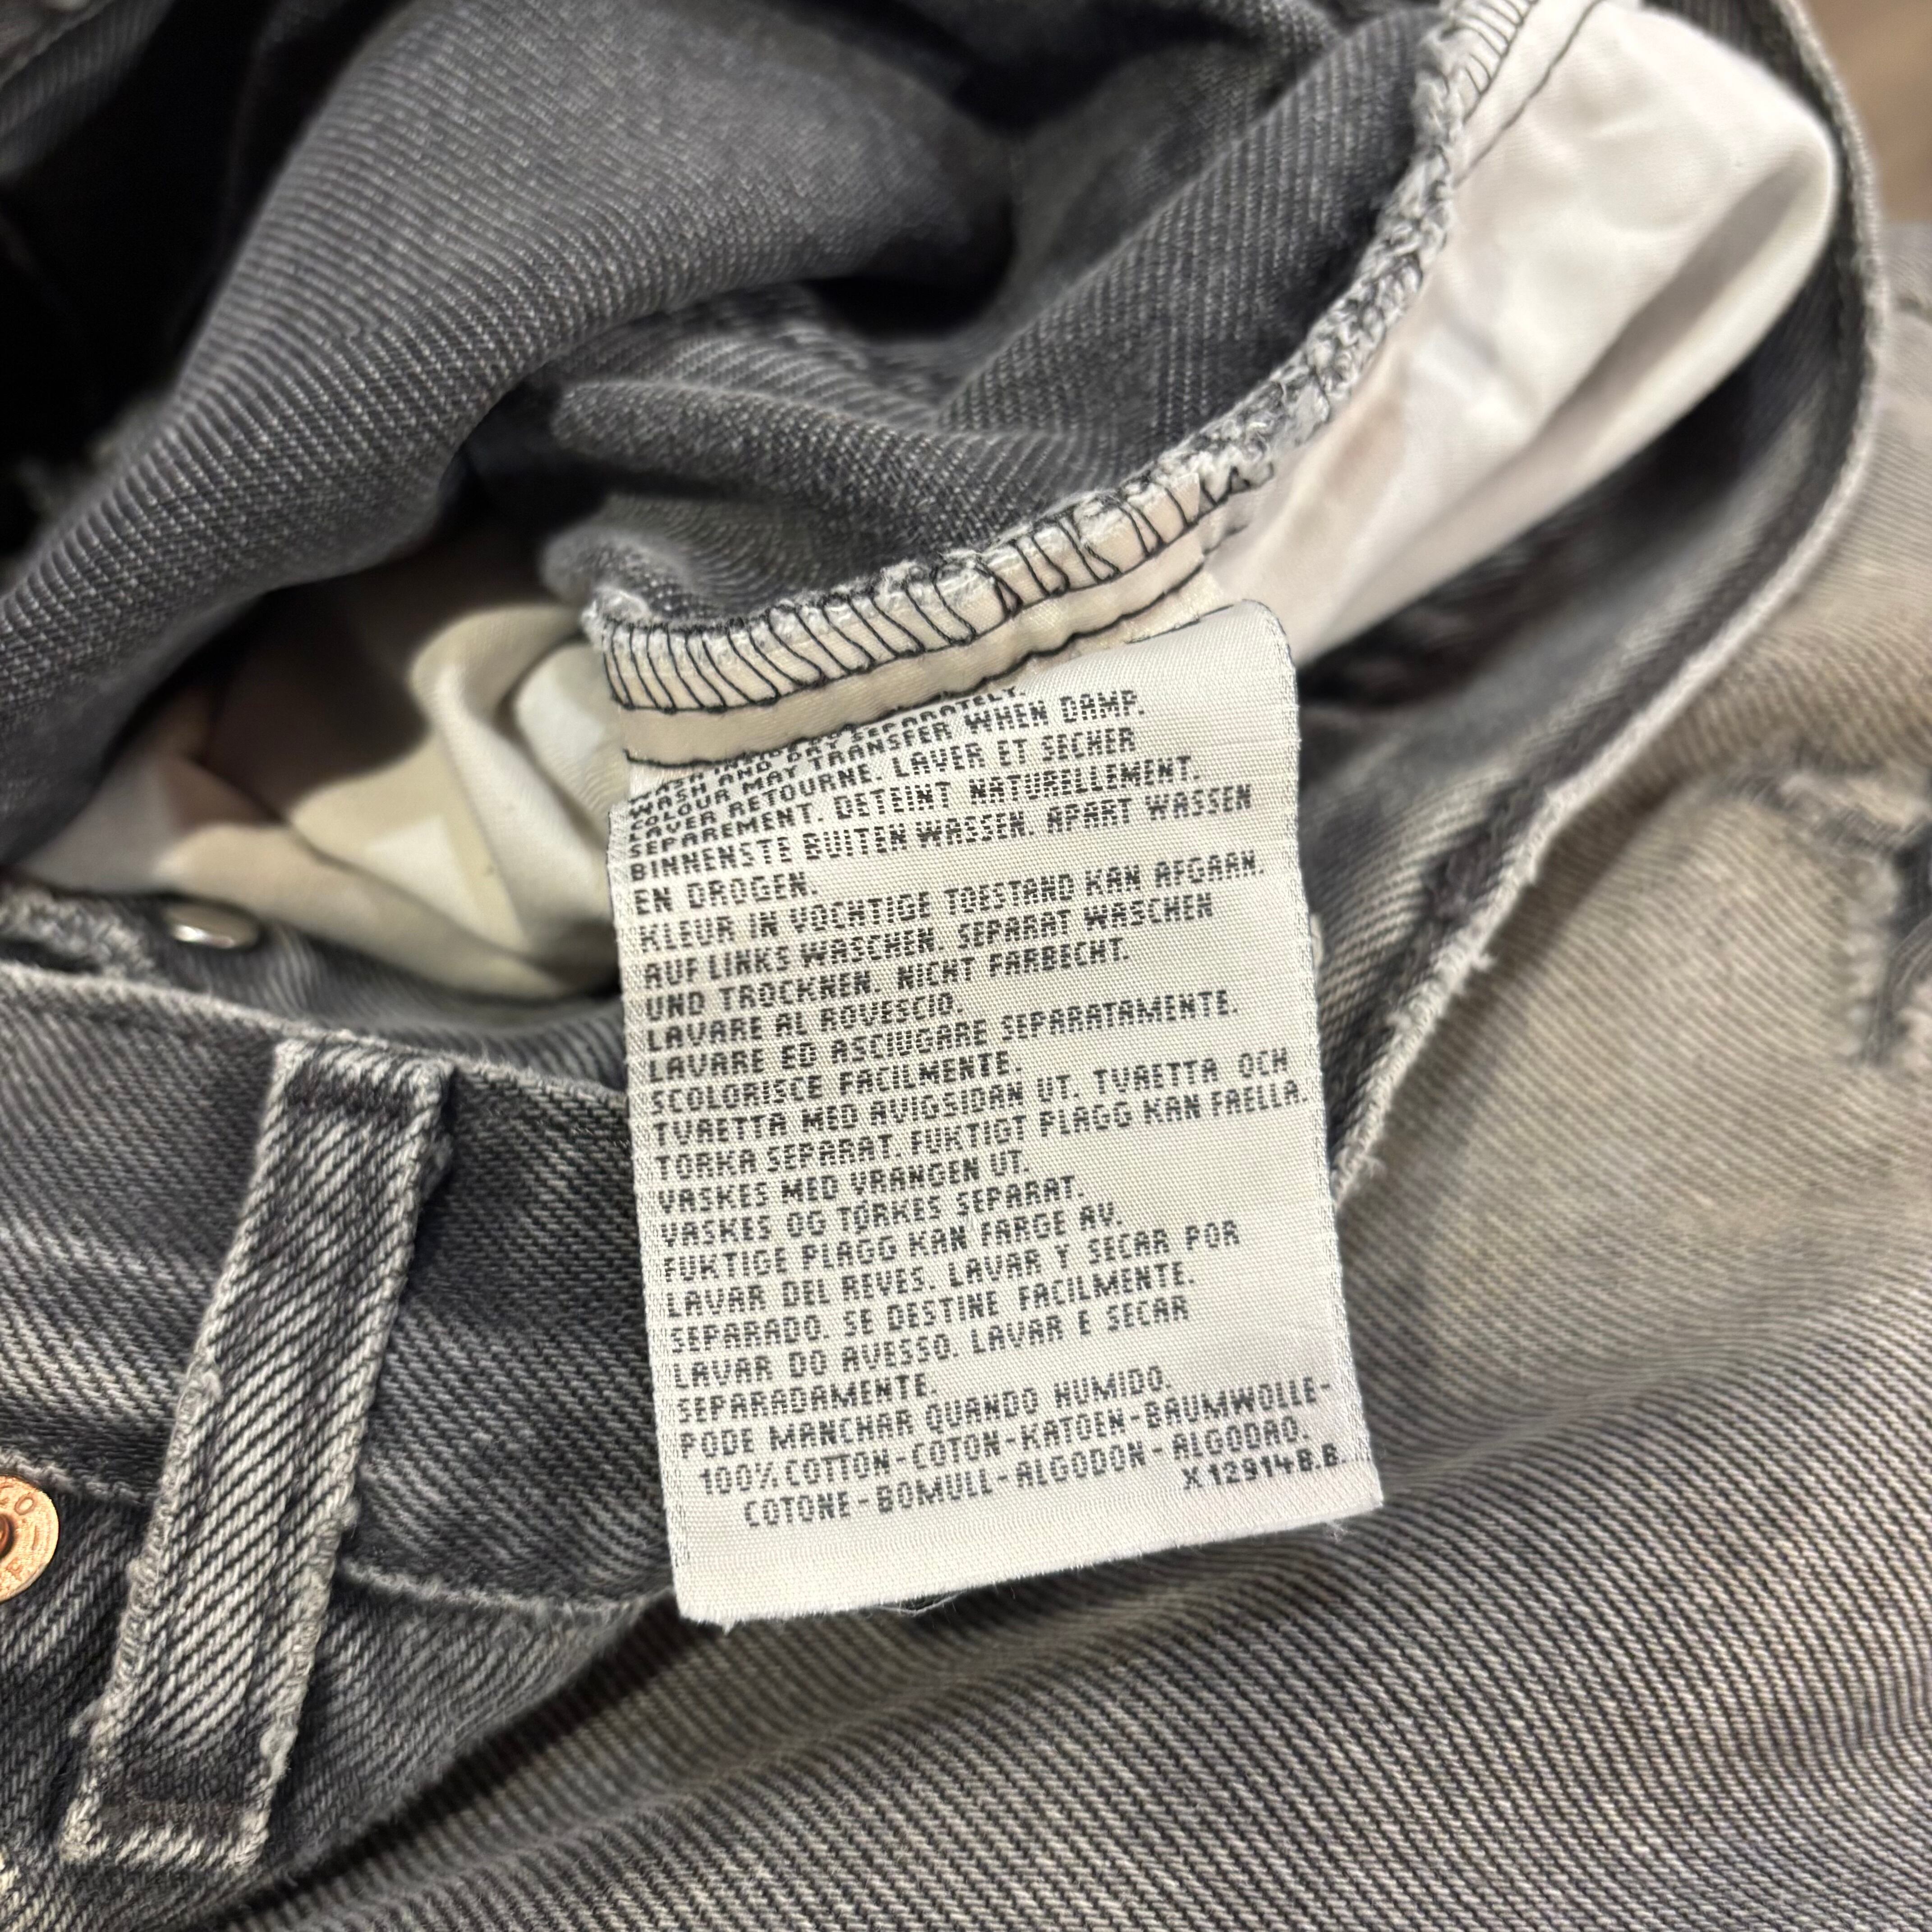 WASH AND DRY SEPARATELY.
COLOUR MAY TRANSFER WHEN DAMP.
LAVER RETOURNE. LAVER ET SECHER
SEPAREMENT. DETEINT NATURELLEMENT.
BINNENSTE BUITEN WASSEN. APART WASSEN
EN DROGEN.
KLEUR IN VOCHTIGE TOESTAND KAN AFGAAN.
AUF LINKS WASCHEN. SEPARAT WASCHEN
UND TROCKNEN. NICHT FARBECHT.
LAVARE AL ROVESCIO.
LAVARE ED ASCIUGARE SEPARATAMENTE.
SCOLORISCE FACILMENTE.
TVAETTA MED AVIGSIDAN UT. TVAETTA OCH
TORKA SEPARAT. FUKTIGT PLAGG KAN FAELLA.
VASKES MED VRANGEN UT.
VASKES OG TØRKES SEPARAT.
FUKTIGE PLAGG KAN FARGE AV.
LAVAR DEL REVES. LAVAR Y SECAR POR
SEPARADO. SE DESTINE FACILMENTE.
LAVAR DO AVESSO. LAVAR E SECAR
SEPARADAMENTE.
PODE MANCHAR QUANDO HUMIDO.
100% COTTON-COTON-KATOEN-BAUMWOLLE-
COTONE-BOMULL-ALGODON-ALGODAO.
X129148.B.